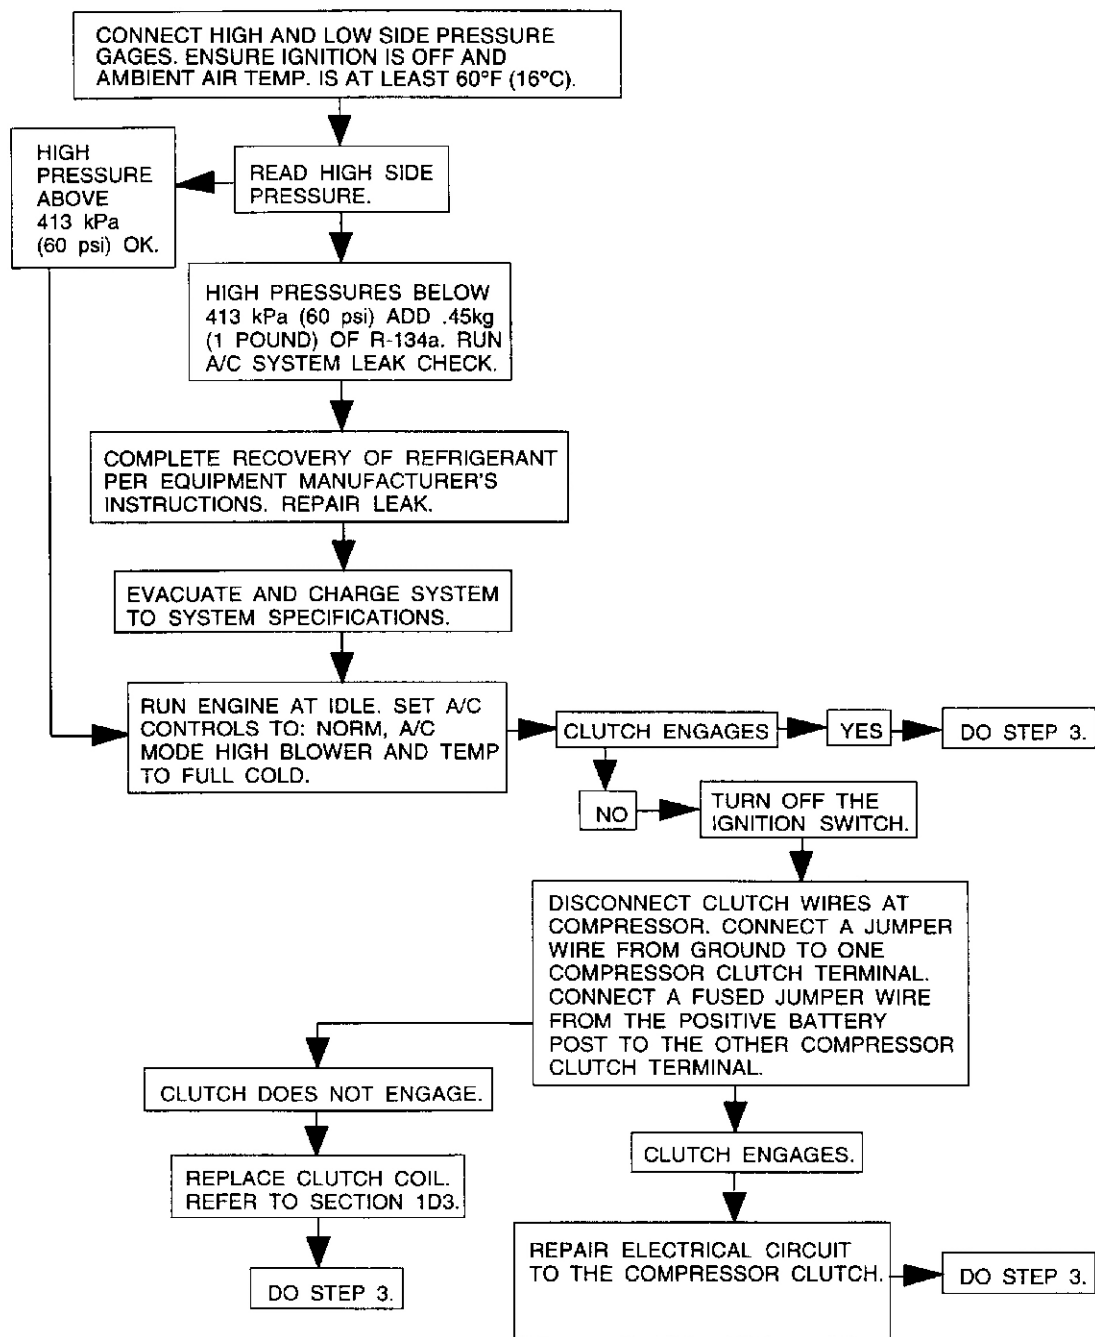 CONNECT HIGH AND LOW SIDE PRESSURE
GAGES. ENSURE IGNITION IS OFF AND
AMBIENT AIR TEMP. IS AT LEAST 60°F (16°C).
HIGH
PRESSURE
ABOVE
413 kPa
(60 psi) OK.
READ HIGH SIDE
PRESSURE.
HIGH PRESSURES BELOW
413 kPa (60 psi) ADD .45kg
(1 POUND) OF R-134a. RUN
A/C SYSTEM LEAK CHECK.
COMPLETE RECOVERY OF REFRIGERANT
PER EQUIPMENT MANUFACTURER'S
INSTRUCTIONS. REPAIR LEAK.
EVACUATE AND CHARGE SYSTEM
TO SYSTEM SPECIFICATIONS.
RUN ENGINE AT IDLE. SET A/C
CONTROLS TO: NORM, A/C
MODE HIGH BLOWER AND TEMP
TO FULL COLD.
CLUTCH ENGAGES
YES
DO STEP 3.
NO
TURN OFF THE
IGNITION SWITCH.
DISCONNECT CLUTCH WIRES AT
COMPRESSOR. CONNECT A JUMPER
WIRE FROM GROUND TO ONE
COMPRESSOR CLUTCH TERMINAL.
CONNECT A FUSED JUMPER WIRE
FROM THE POSITIVE BATTERY
POST TO THE OTHER COMPRESSOR
CLUTCH TERMINAL.
CLUTCH DOES NOT ENGAGE.
REPLACE CLUTCH COIL.
REFER TO SECTION 1D3.
DO STEP 3.
CLUTCH ENGAGES.
REPAIR ELECTRICAL CIRCUIT
TO THE COMPRESSOR CLUTCH.
DO STEP 3.